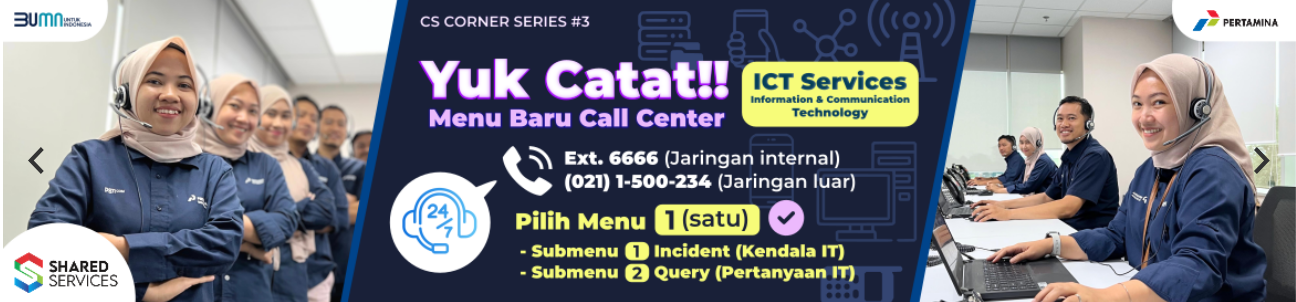 BUMN UNTUK INDONESIA
CS CORNER SERIES #3
PERTAMINA
Yuk Catat!!
Menu Baru Call Center
ICT Services
Information & Communication
Technology
Ext. 6666 (Jaringan internal)
(021) 1-500-234 (Jaringan luar)
24/7
Pilih Menu 1 (satu)
- Submenu 1 Incident (Kendala IT)
- Submenu 2 Query (Pertanyaan IT)
SHARED
SERVICES